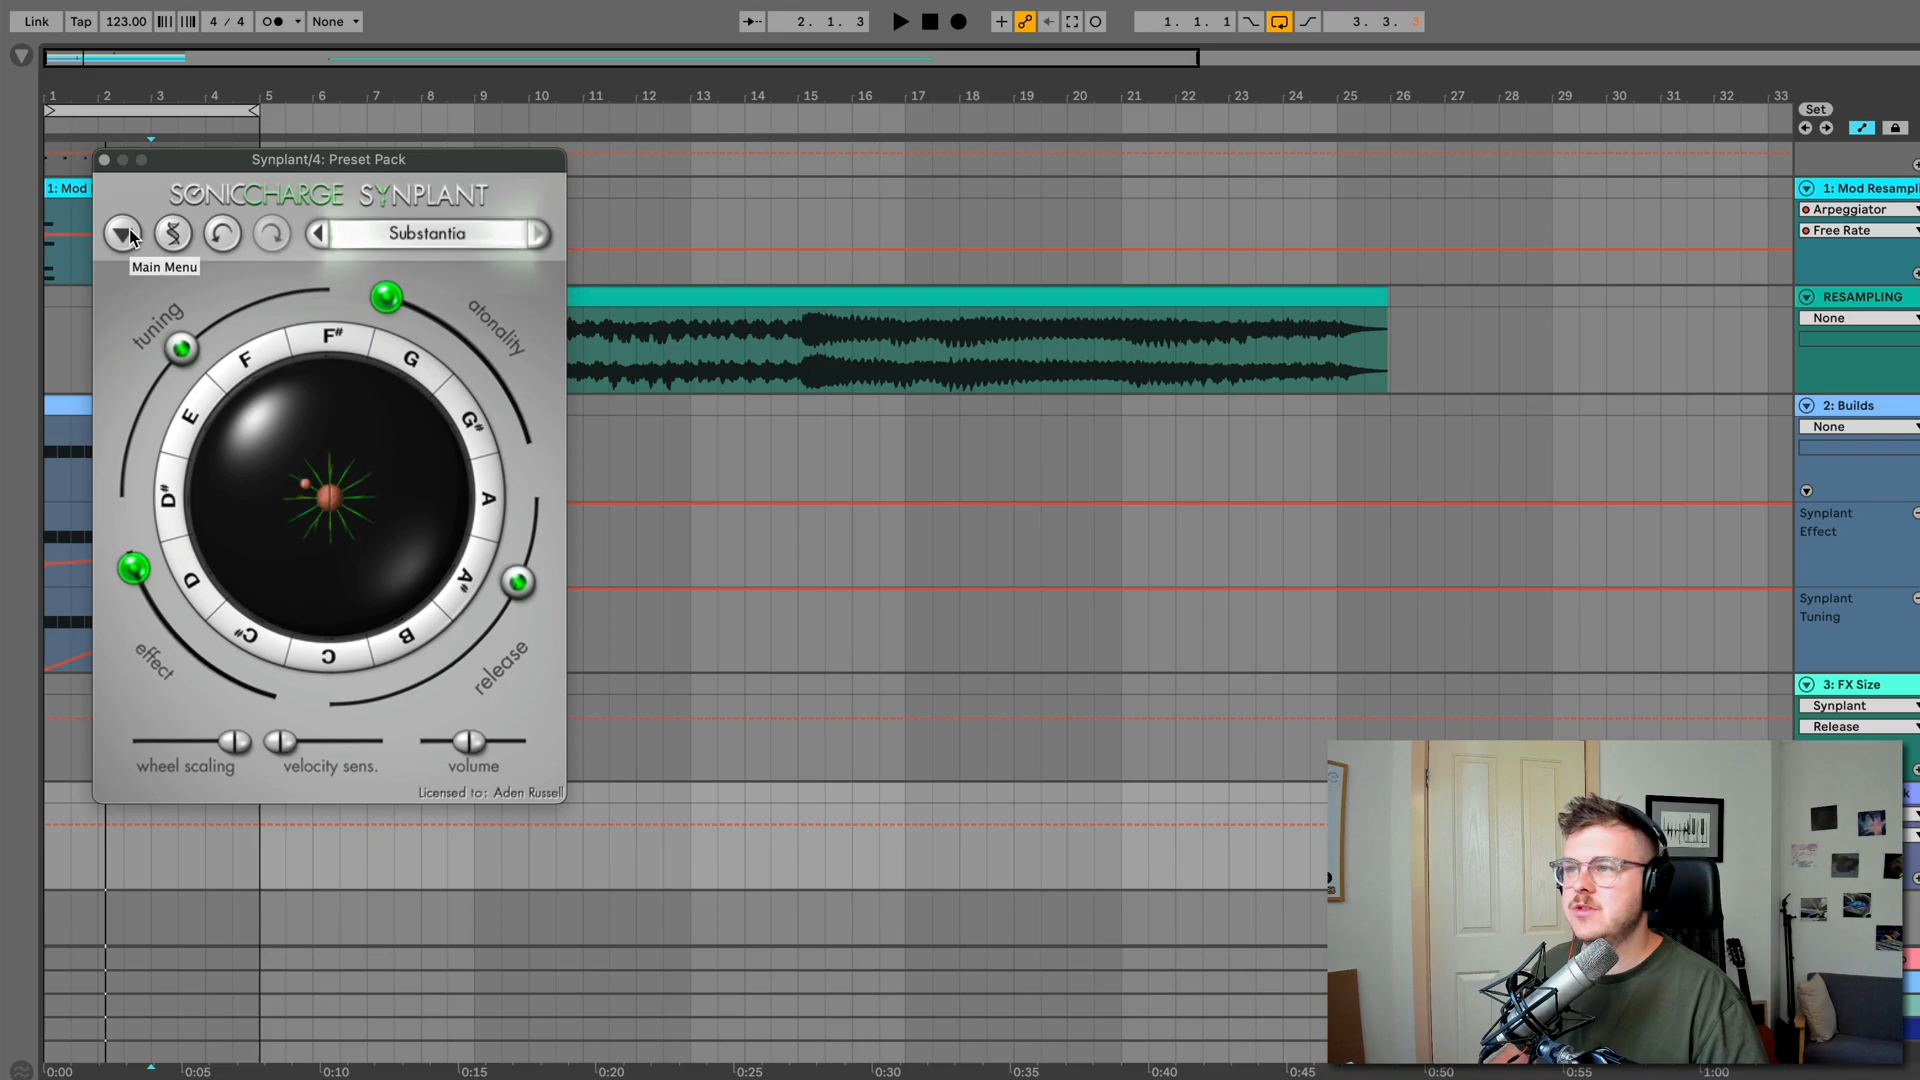 Link Tap 123.00 4 / 4 None 2. 1. 3 1. 1. 1 3. 3. 3
1 2 3 4 5 6 7 8 9 10 11 12 13 14 15 16 17 18 19 20 21 22 23 24 25 26 27 28 29 30 31 32 33
Set
Synplant/4: Preset Pack
1: Mod
SONICCHARGE SYNPLANT
Substantia
Main Menu
tuning
atonality
effect
release
F# G G# A A# B C C# D D# E F
wheel scaling velocity sens. volume
Licensed to: Aden Russell
1: Mod Resampli
Arpeggiator
Free Rate
RESAMPLING
None
2: Builds
None
Synplant
Effect
Synplant
Tuning
3: FX Size
Synplant
Release
0:00 0:05 0:10 0:15 0:20 0:25 0:30 0:35 0:40 0:45 0:50 0:55 1:00